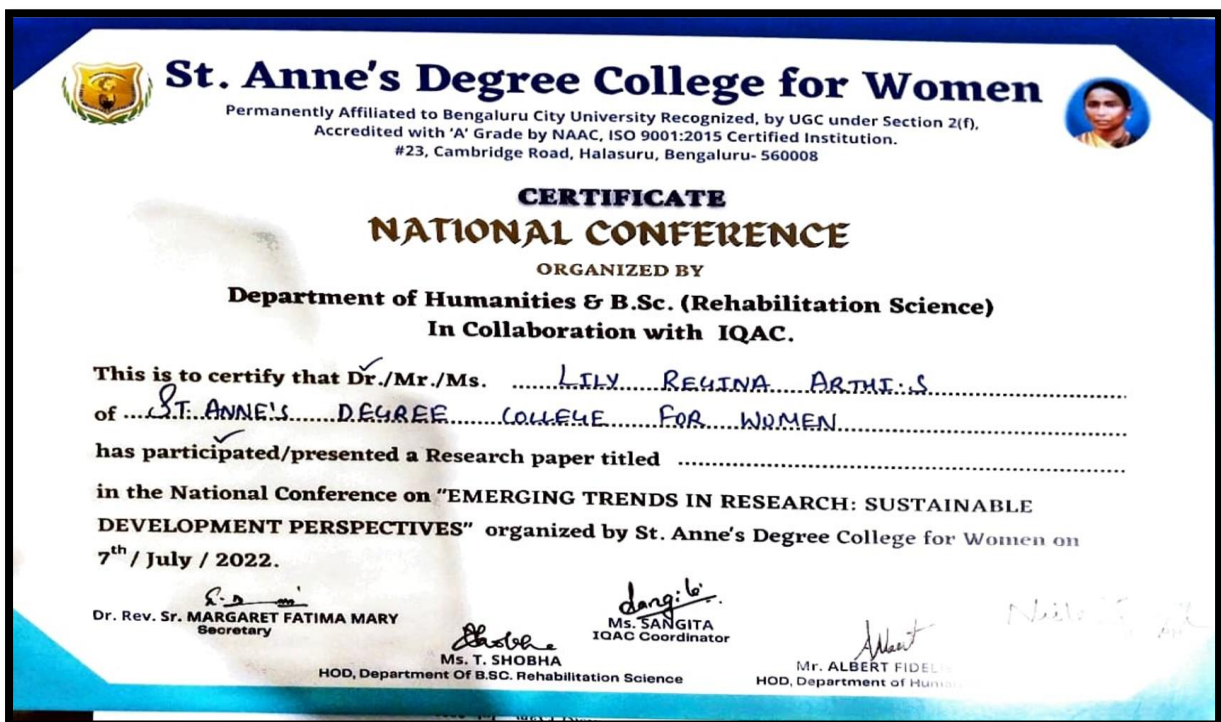 St. Anne's Degree College for Women
Permanently Affiliated to Bengaluru City University Recognized, by UGC under Section 2(f),
Accredited with 'A' Grade by NAAC, ISO 9001:2015 Certified Institution.
#23, Cambridge Road, Halasuru, Bengaluru- 560008
CERTIFICATE
NATIONAL CONFERENCE
ORGANIZED BY
Department of Humanities & B.Sc. (Rehabilitation Science)
In Collaboration with IQAC.
This is to certify that Dr./Mr./Ms. LILY REGINA ARTHI.S
of ST. ANNE'S DEGREE COLLEGE FOR WOMEN
has participated/presented a Research paper titled
in the National Conference on "EMERGING TRENDS IN RESEARCH: SUSTAINABLE
DEVELOPMENT PERSPECTIVES" organized by St. Anne's Degree College for Women on
7th / July / 2022.
Dr. Rev. Sr. MARGARET FATIMA MARY
Secretary
Sangita
Ms. SANGITA
IQAC Coordinator
Shobha
Ms. T. SHOBHA
HOD, Department Of B.SC. Rehabilitation Science
Albert
Mr. ALBERT
HOD, Department of